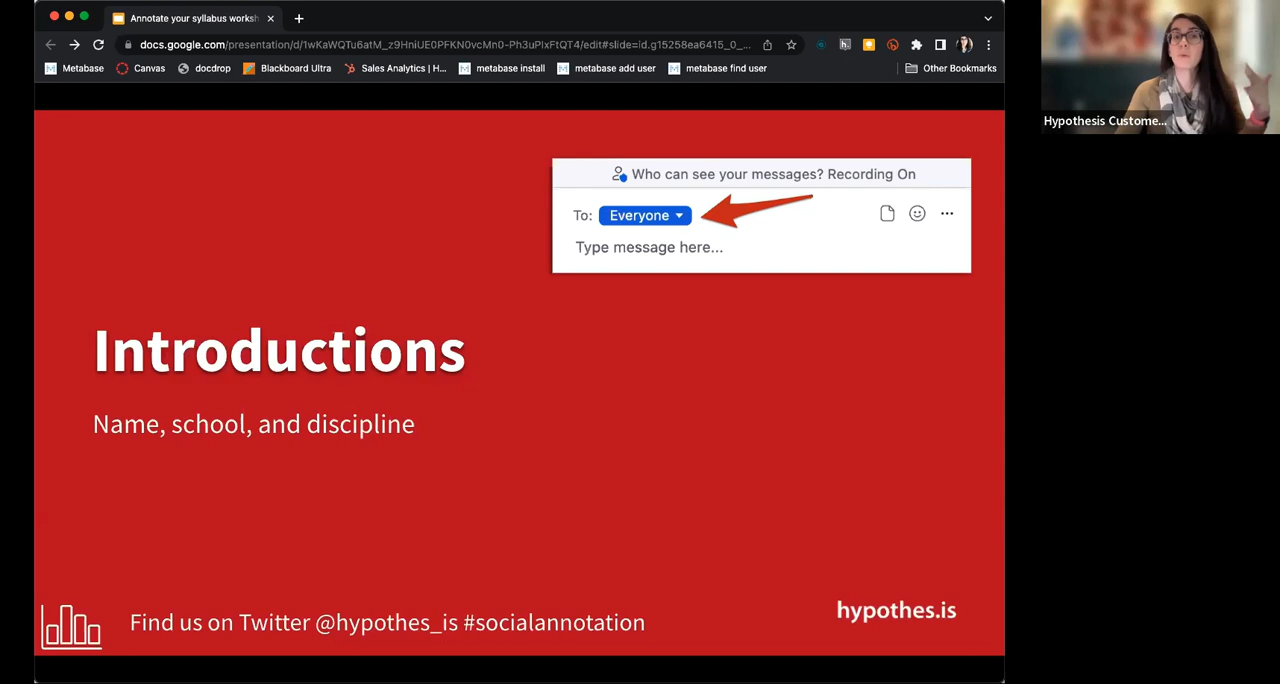 Annotate your syllabus worksh
docs.google.com/presentation/d/1wKaWQTu6atM_z9HniUE0PFKN0vcMn0-Ph3uPIxFtQT4/edit#slide=id.g15258ea6415_0_...
Metabase Canvas docdrop Blackboard Ultra Sales Analytics | H... metabase install metabase add user metabase find user Other Bookmarks
Hypothesis Custome...
Who can see your messages? Recording On
To: Everyone
Type message here...
Introductions
Name, school, and discipline
Find us on Twitter @hypothes_is #socialannotation
hypothes.is